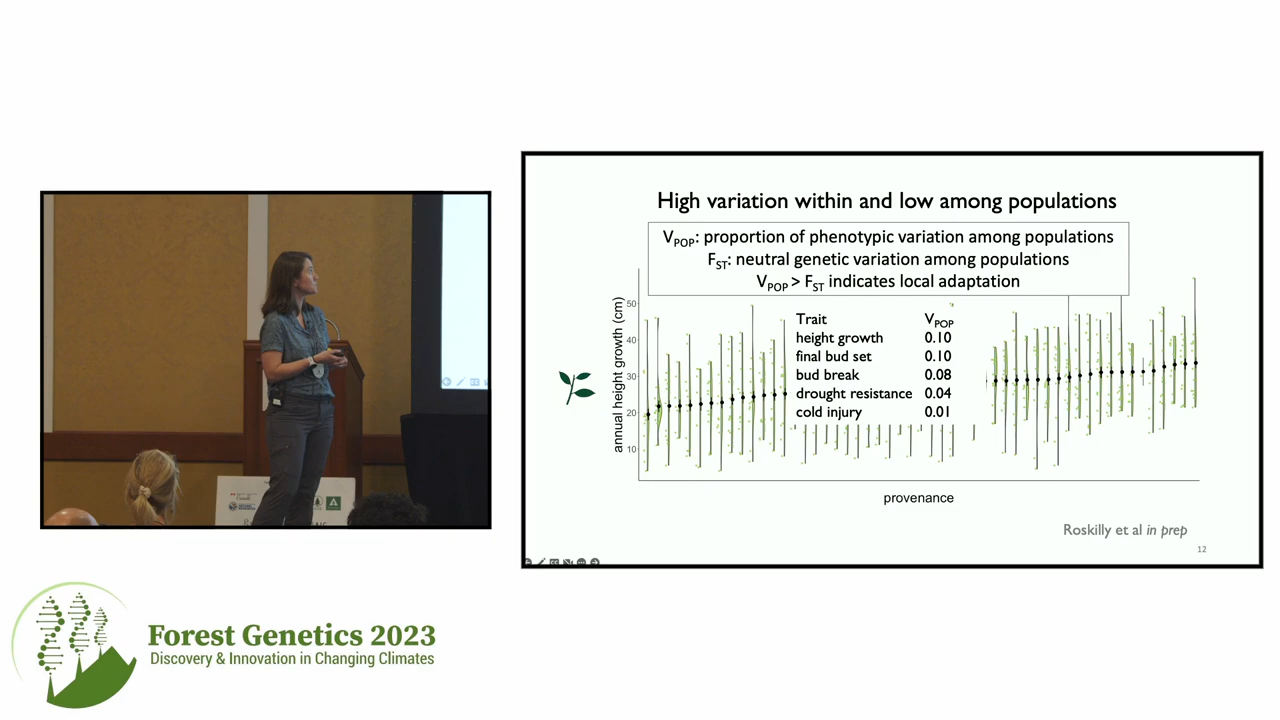 High variation within and low among populations
VPOP: proportion of phenotypic variation among populations
FST: neutral genetic variation among populations
VPOP > FST indicates local adaptation
Trait VPOP
height growth 0.10
final bud set 0.10
bud break 0.08
drought resistance 0.04
cold injury 0.01
annual height growth (cm)
50
40
30
20
10
provenance
Roskilly et al in prep
12
Forest Genetics 2023
Discovery & Innovation in Changing Climates